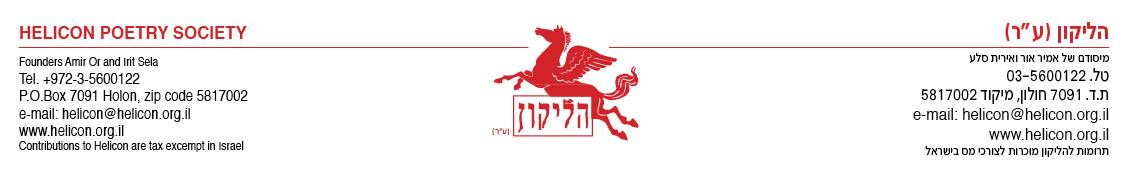 HELICON POETRY SOCIETY
Founders Amir Or and Irit Sela
Tel. +972-3-5600122
P.O.Box 7091 Holon, zip code 5817002
e-mail: helicon@helicon.org.il
www.helicon.org.il
Contributions to Helicon are tax excempt in Israel
הליקון
(ע"ר)
הליקון (ע"ר)
מיסודם של אמיר אור ואירית סלע
טל. 03-5600122
ת.ד. 7091 חולון, מיקוד 5817002
e-mail: helicon@helicon.org.il
www.helicon.org.il
תרומות להליקון מוכרות לצורכי מס בישראל